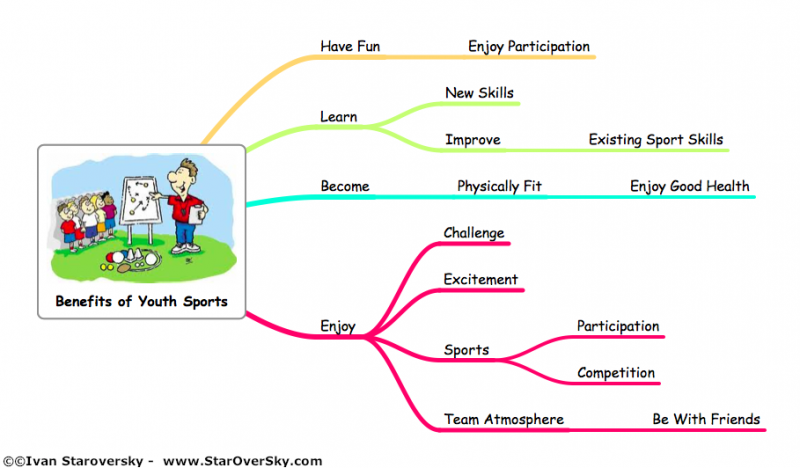 Have Fun
Enjoy Participation
Learn
New Skills
Improve
Existing Sport Skills
Become
Physically Fit
Enjoy Good Health
Benefits of Youth Sports
Enjoy
Challenge
Excitement
Sports
Participation
Competition
Team Atmosphere
Be With Friends
©©Ivan Staroversky - www.StarOverSky.com